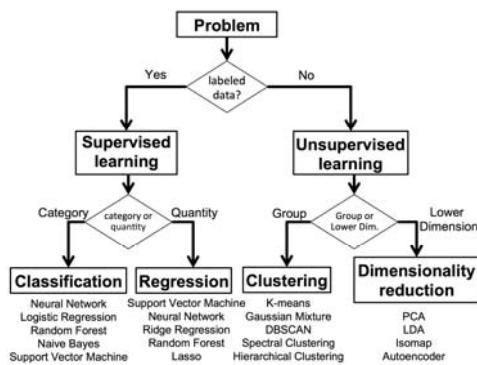 Problem
Yes
labeled
data?
No
Supervised
learning
Unsupervised
learning
Category
category or
quantity
Quantity
Group
Group or
Lower Dim.
Lower
Dimension
Classification
Neural Network
Logistic Regression
Random Forest
Naive Bayes
Support Vector Machine
Regression
Support Vector Machine
Neural Network
Ridge Regression
Random Forest
Lasso
Clustering
K-means
Gaussian Mixture
DBSCAN
Spectral Clustering
Hierarchical Clustering
Dimensionality
reduction
PCA
LDA
Isomap
Autoencoder